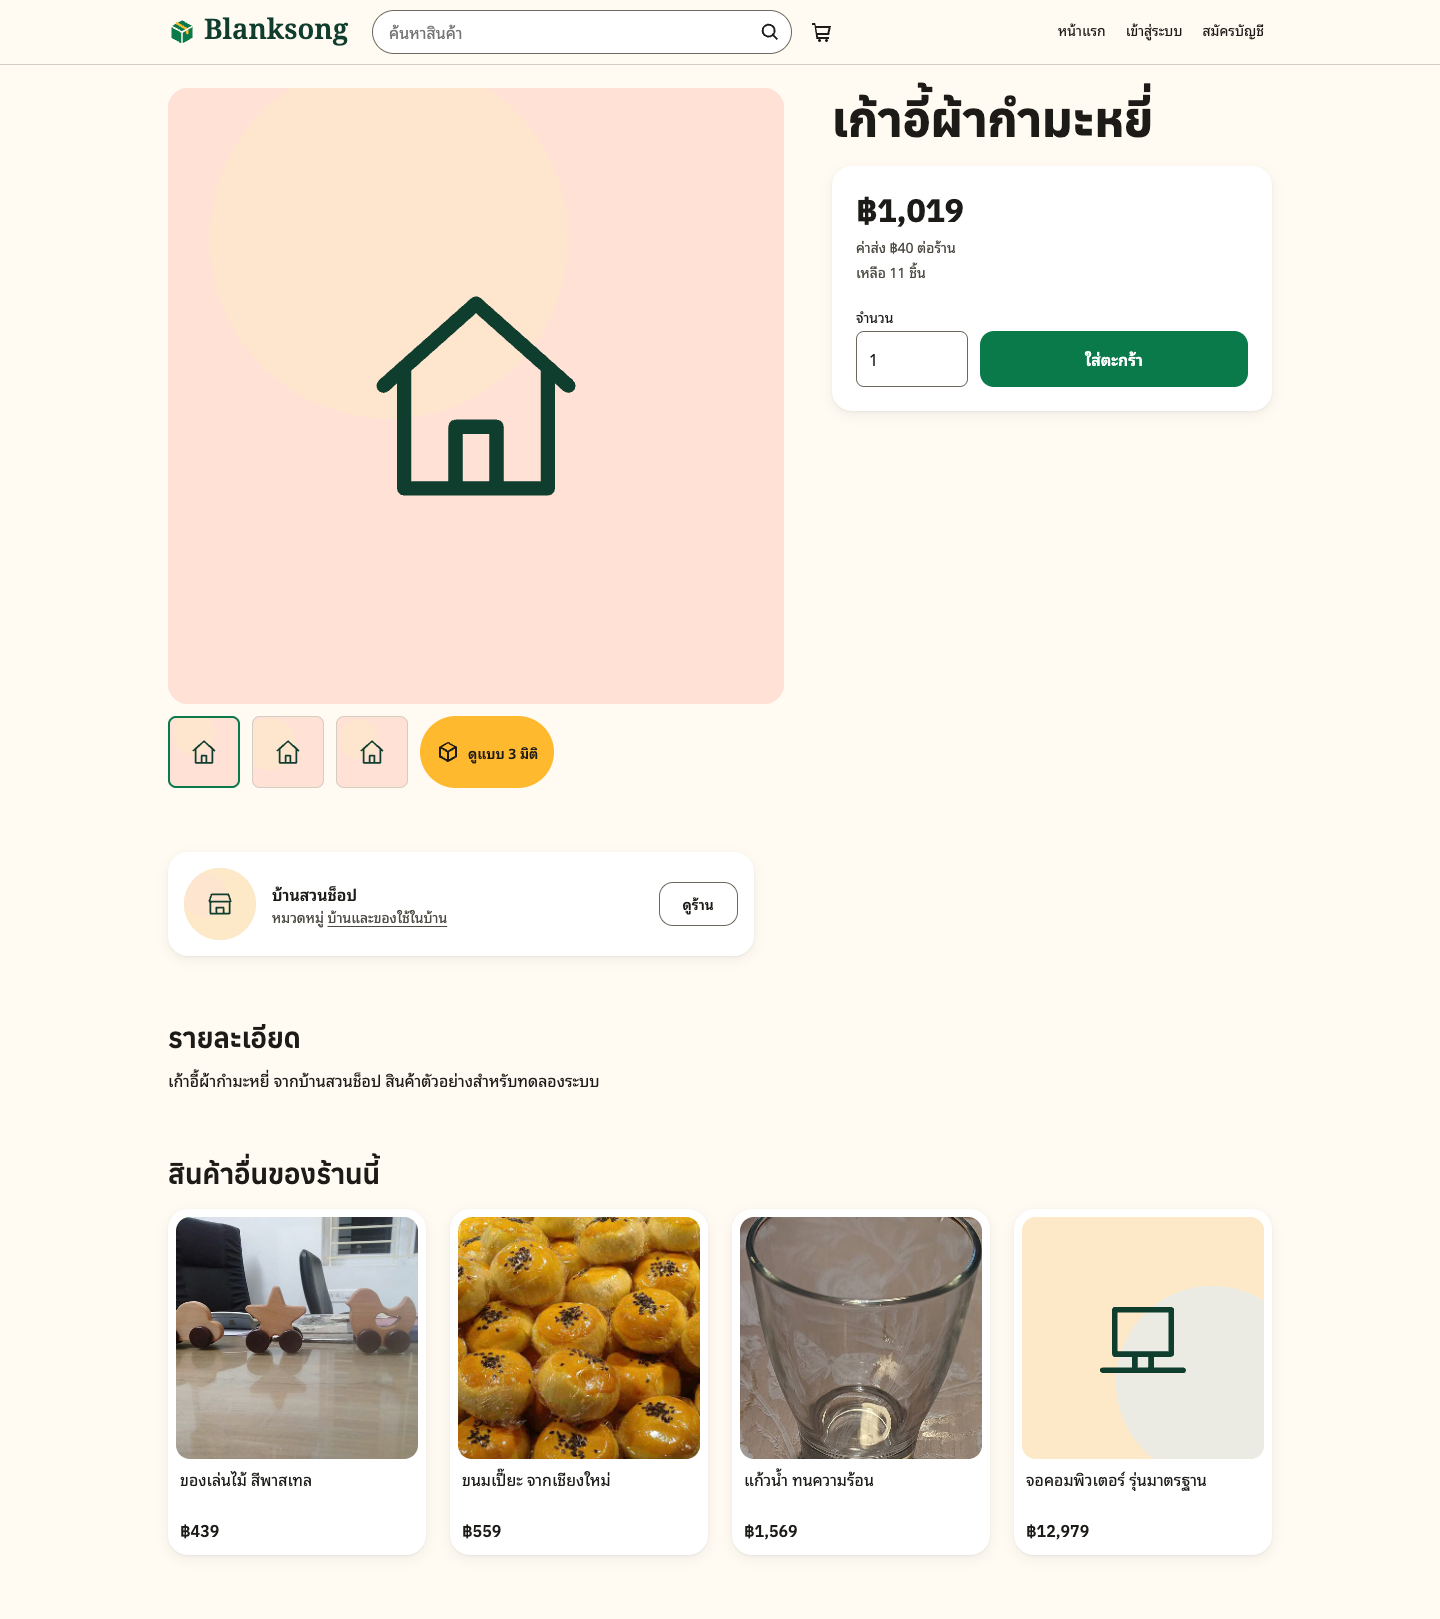 Blanksong
ค้นหาสินค้า
หน้าแรก
เข้าสู่ระบบ
สมัครบัญชี
เก้าอี้ผ้ากำมะหยี่
฿1,019
ค่าส่ง ฿40 ต่อร้าน
เหลือ 11 ชิ้น
จำนวน
1
ใส่ตะกร้า
ดูแบบ 3 มิติ
บ้านสวนช็อป
หมวดหมู่ บ้านและของใช้ในบ้าน
ดูร้าน
รายละเอียด
เก้าอี้ผ้ากำมะหยี่ จากบ้านสวนช็อป สินค้าตัวอย่างสำหรับทดลองระบบ
สินค้าอื่นของร้านนี้
ของเล่นไม้ สีพาสเทล
฿439
ขนมเปี๊ยะ จากเชียงใหม่
฿559
แก้วน้ำ ทนความร้อน
฿1,569
จอคอมพิวเตอร์ รุ่นมาตรฐาน
฿12,979